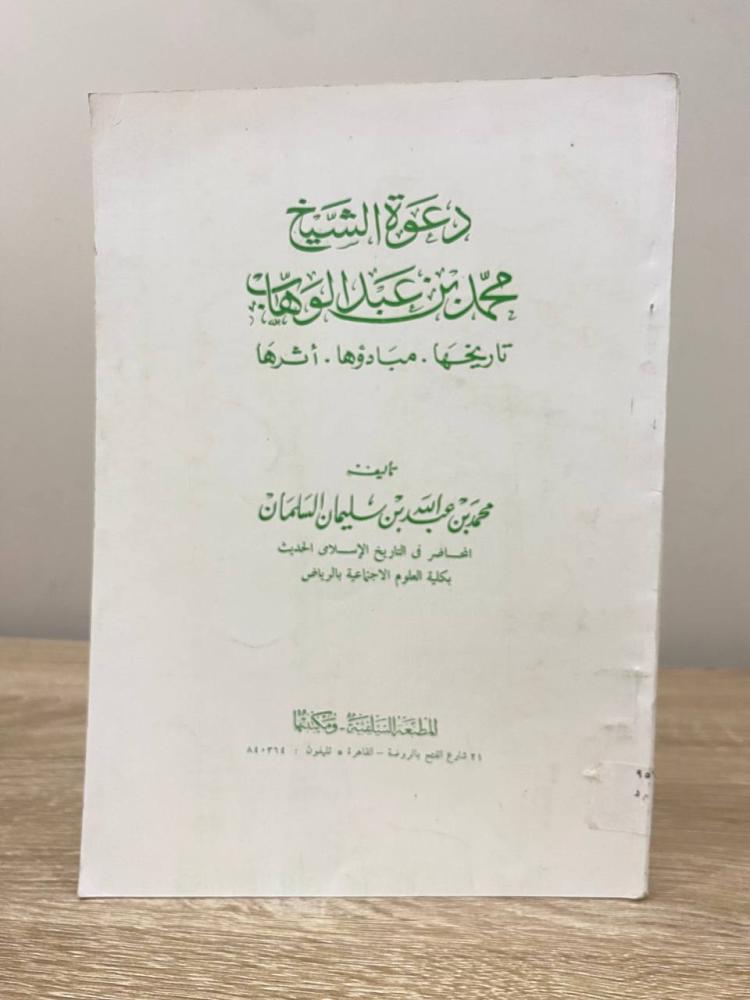 دعوة الشيخ
محمد بن عبد الوهاب
تاريخها . مبادؤها . أثرها
تأليف
محمد بن عبد الله بن سليمان السلمان
المحاضر فى التاريخ الإسلامى الحديث
بكلية العلوم الاجتماعية بالرياض
المطبعة السلفية - ومكتبتها
٢١ شارع الفتح بالروضة - القاهرة * تليفون : ٨٤٠٣٦٤